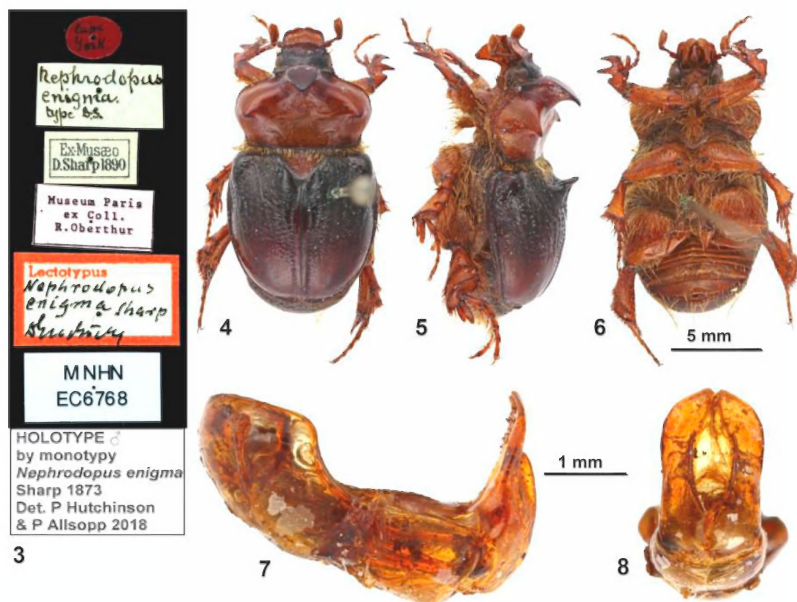 Cape
York
Nephrodopus
enigma.
type D.S.
Ex-Musæo
D.Sharp 1890
Museum Paris
ex Coll.
R.Oberthur
Lectotypus
Nephrodopus
enigma Sharp
MNHN
EC6768
HOLOTYPE ♂
by monotypy
Nephrodopus enigma
Sharp 1873
Det. P Hutchinson
& P Allsopp 2018
3
4
5
6
5 mm
7
1 mm
8